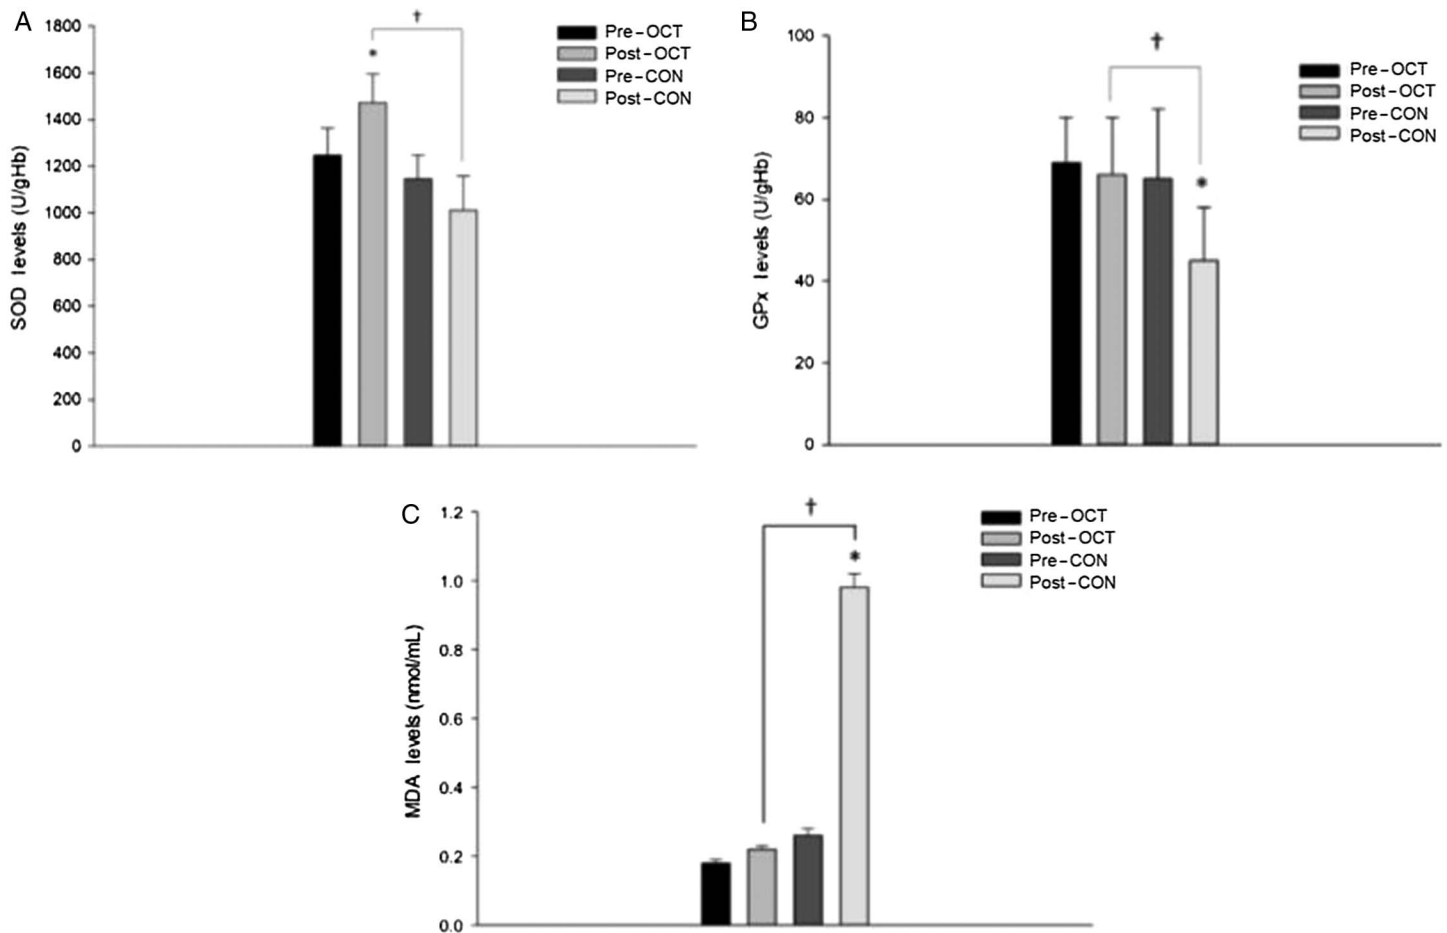 A
†
*
SOD levels (U/gHb)
1800
1600
1400
1200
1000
800
600
400
200
0
Pre-OCT
Post-OCT
Pre-CON
Post-CON
B
†
*
GPx levels (U/gHb)
100
80
60
40
20
0
Pre-OCT
Post-OCT
Pre-CON
Post-CON
C
†
*
MDA levels (nmol/mL)
1.2
1.0
0.8
0.6
0.4
0.2
0.0
Pre-OCT
Post-OCT
Pre-CON
Post-CON